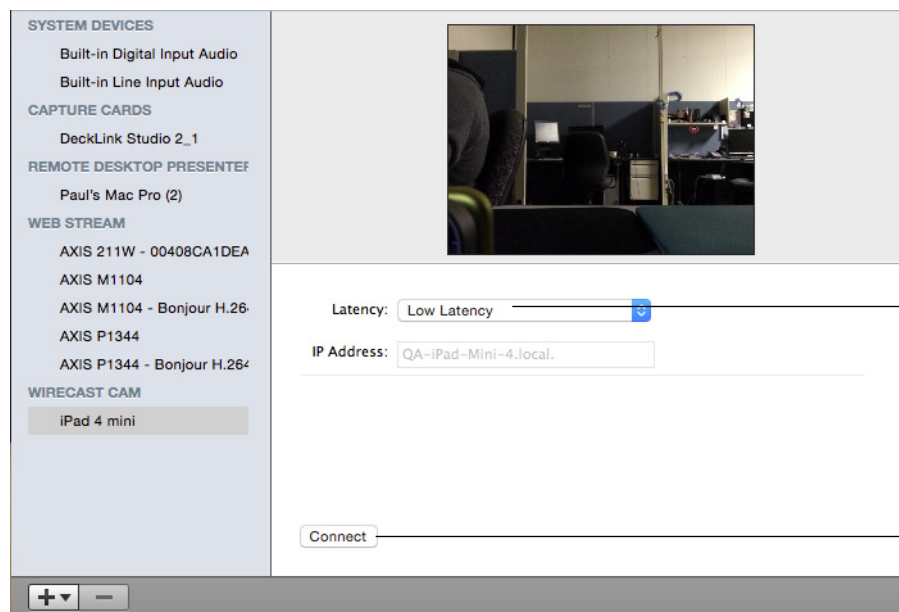 SYSTEM DEVICES
Built-in Digital Input Audio
Built-in Line Input Audio
CAPTURE CARDS
DeckLink Studio 2_1
REMOTE DESKTOP PRESENTER
Paul's Mac Pro (2)
WEB STREAM
AXIS 211W - 00408CA1DEA
AXIS M1104
AXIS M1104 - Bonjour H.26
AXIS P1344
AXIS P1344 - Bonjour H.264
WIRECAST CAM
iPad 4 mini
Latency: Low Latency
IP Address: QA-iPad-Mini-4.local.
Connect